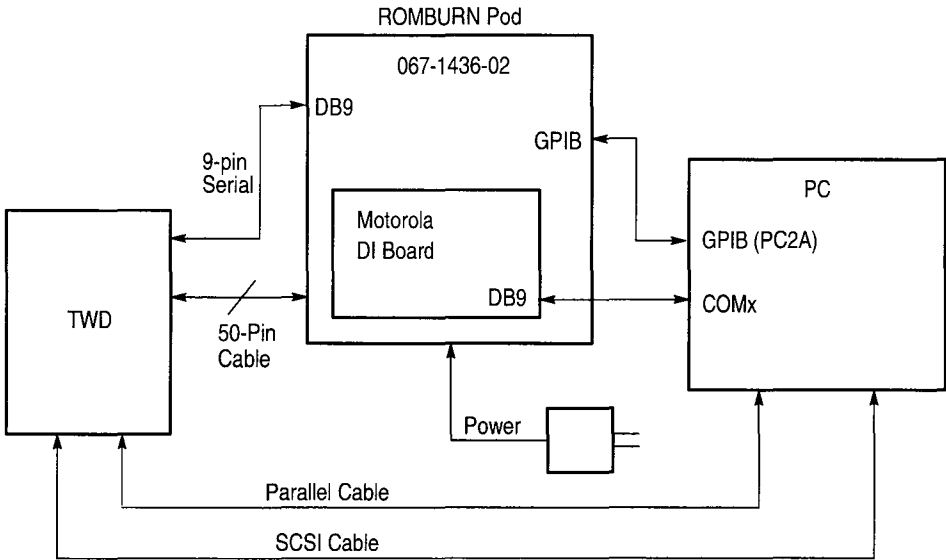 ROMBURN Pod
067-1436-02
DB9
GPIB
9-pin
Serial
PC
Motorola
DI Board
GPIB (PC2A)
DB9
COMx
TWD
50-Pin
Cable
Power
Parallel Cable
SCSI Cable